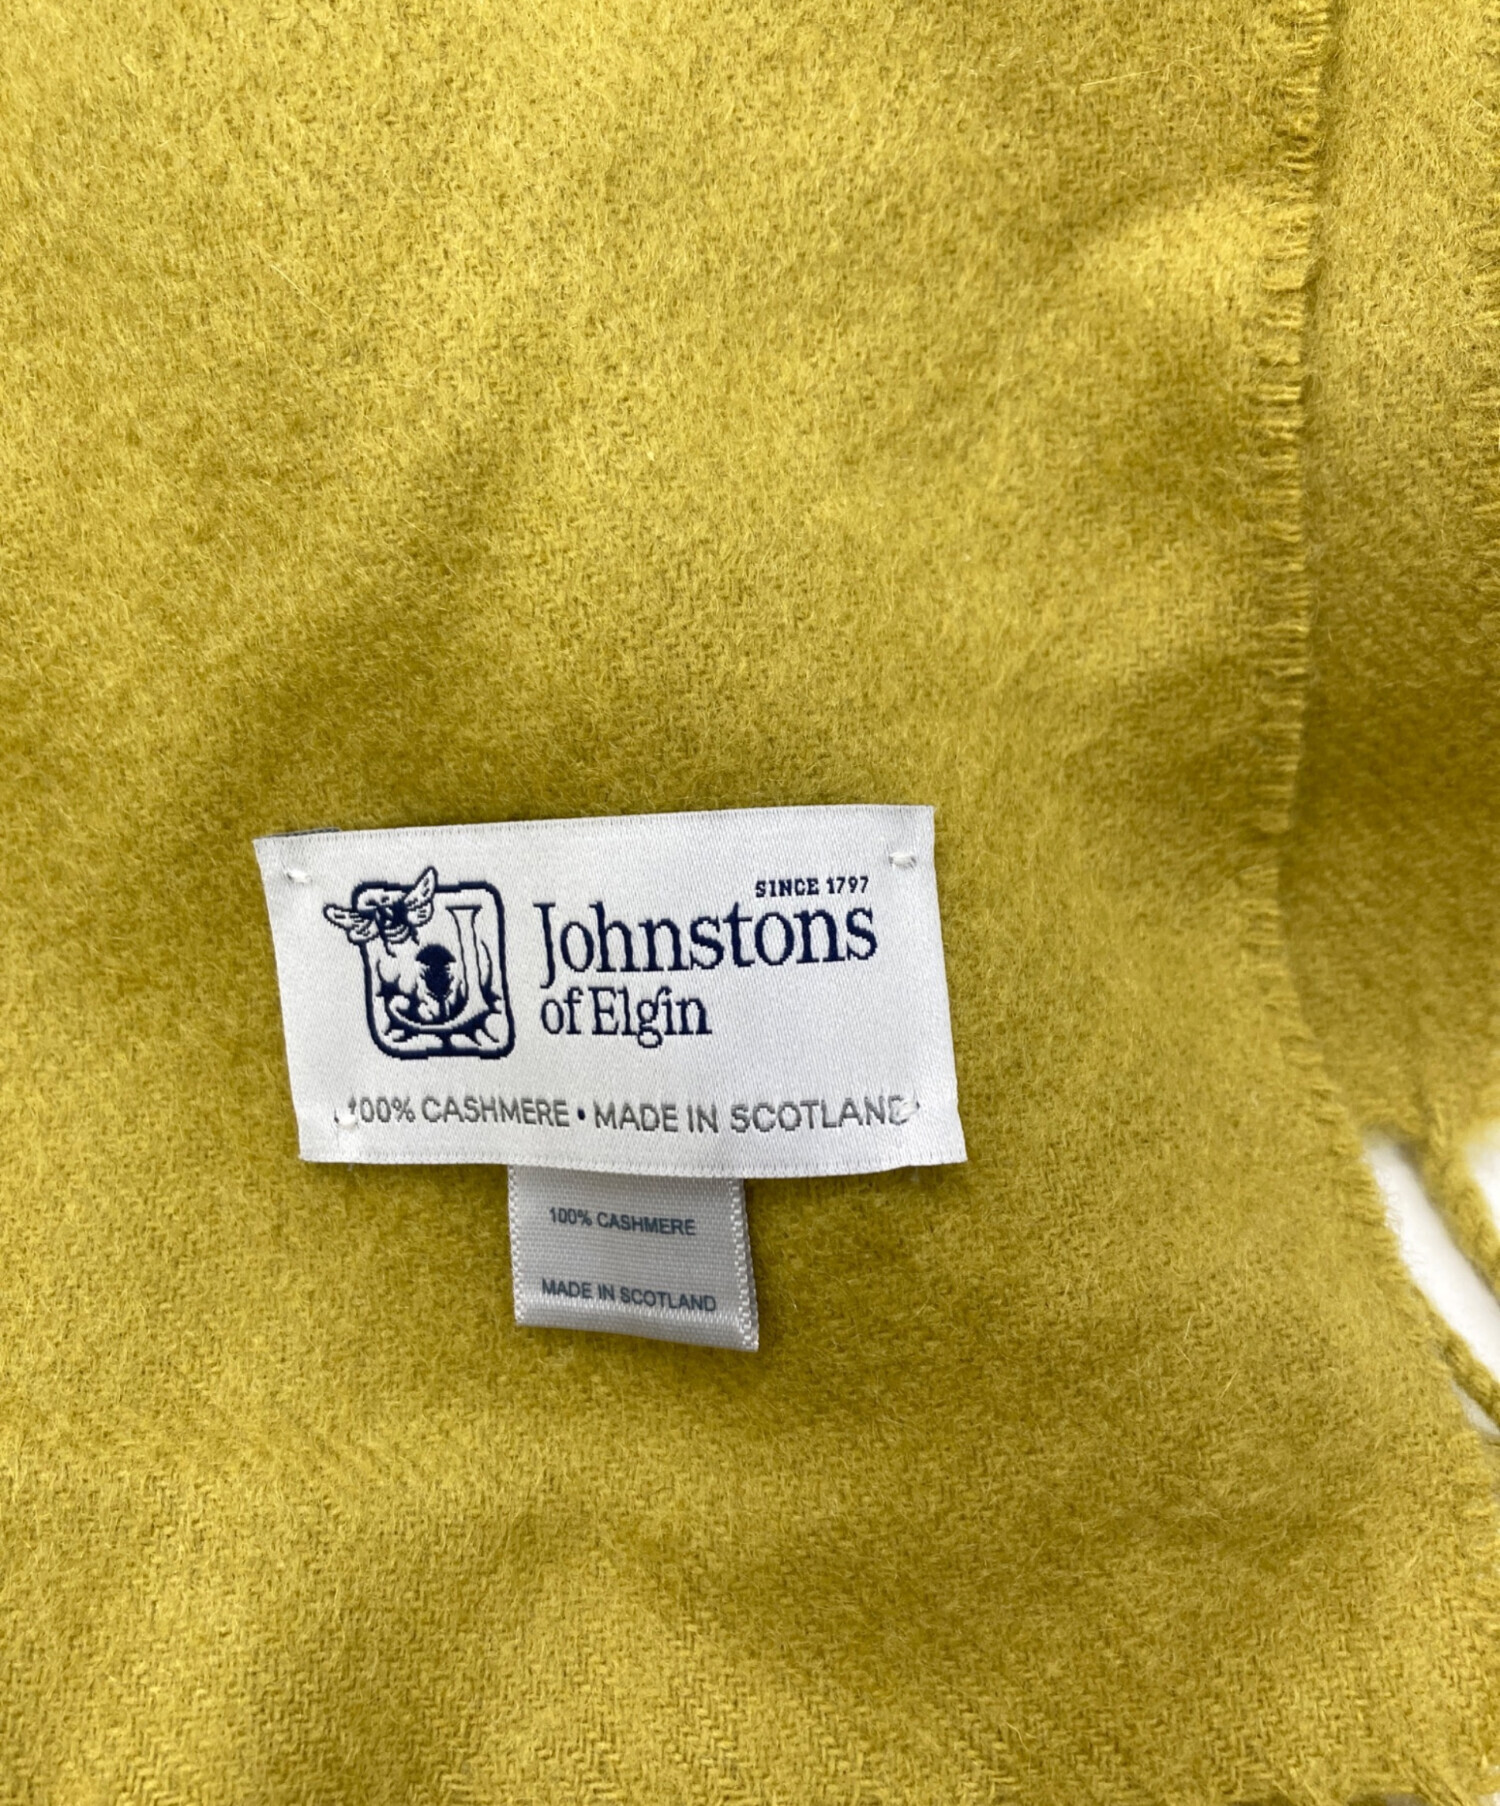 SINCE 1797
Johnstons
of Elgin
100% CASHMERE • MADE IN SCOTLAND
100% CASHMERE
MADE IN SCOTLAND